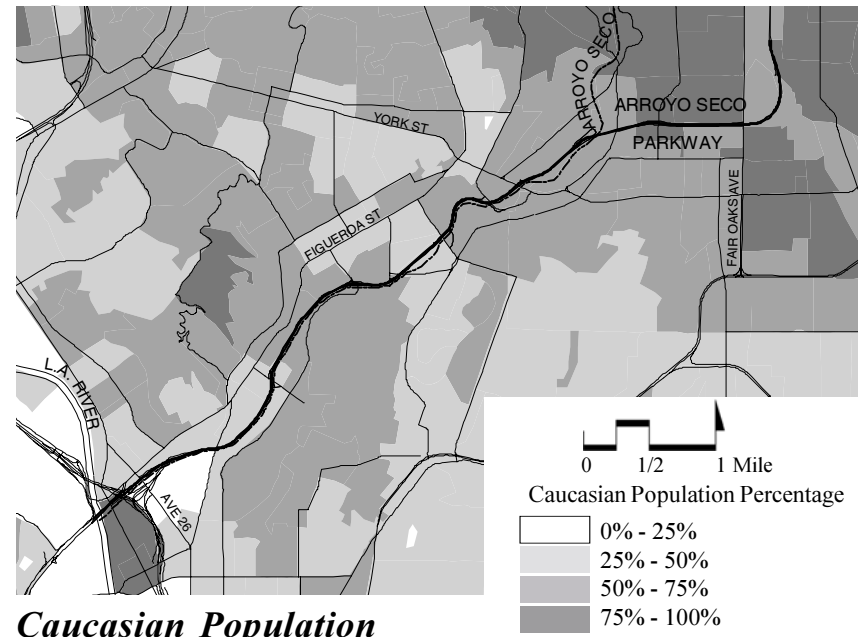 ARROYO SECO
ARROYO SECO
PARKWAY
YORK ST
FIGUEROA ST
FAIR OAKS AVE
L.A. RIVER
AVE 26
0 1/2 1 Mile
Caucasian Population Percentage
0% - 25%
25% - 50%
50% - 75%
75% - 100%
Caucasian Population